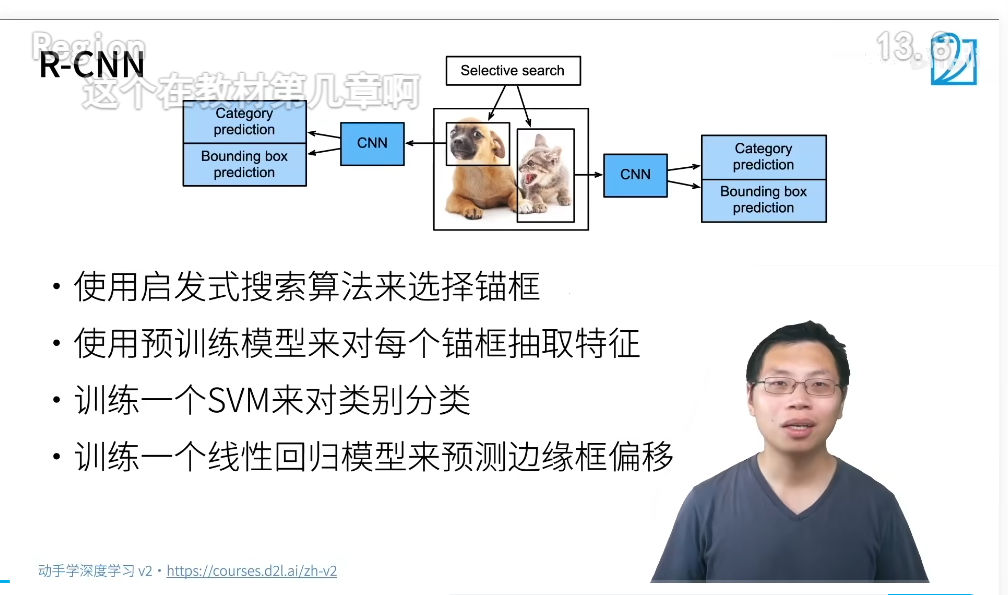 Region
13.8
R-CNN
这个在教材第几章啊
Selective search
Category
prediction
Bounding box
prediction
CNN
CNN
Category
prediction
Bounding box
prediction
• 使用启发式搜索算法来选择锚框
• 使用预训练模型来对每个锚框抽取特征
• 训练一个SVM来对类别分类
• 训练一个线性回归模型来预测边缘框偏移
动手学深度学习 v2 • https://courses.d2l.ai/zh-v2